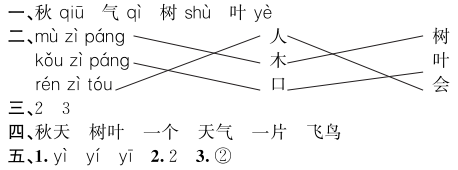 一、秋 qiū　气 qì　树 shù　叶 yè
二、mù zì páng　人　树
kǒu zì páng　木　叶
rén zì tóu　口　会
三、2　3
四、秋天　树叶　一个　天气　一片　飞鸟
五、1. yì　yí　yī　2. 2　3. ②